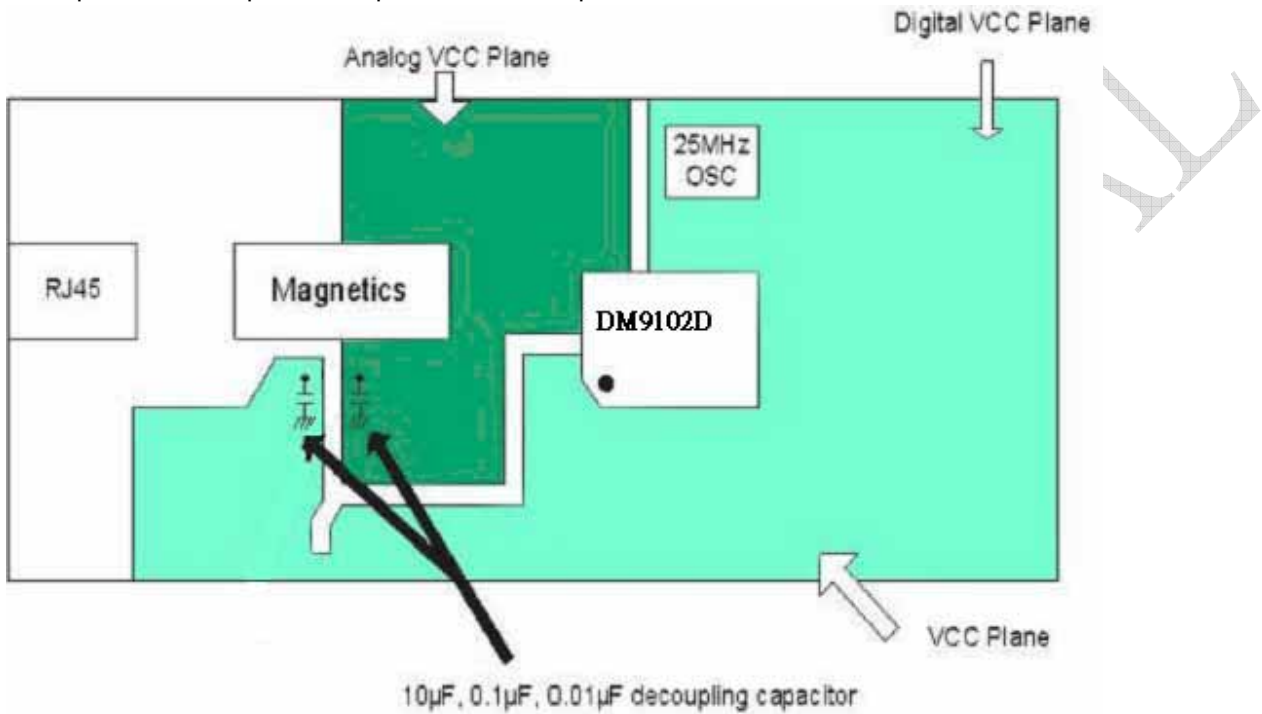 Digital VCC Plane
Analog VCC Plane
25MHz
OSC
RJ45
Magnetics
DM9102D
VCC Plane
10µF, 0.1µF, 0.01µF decoupling capacitor